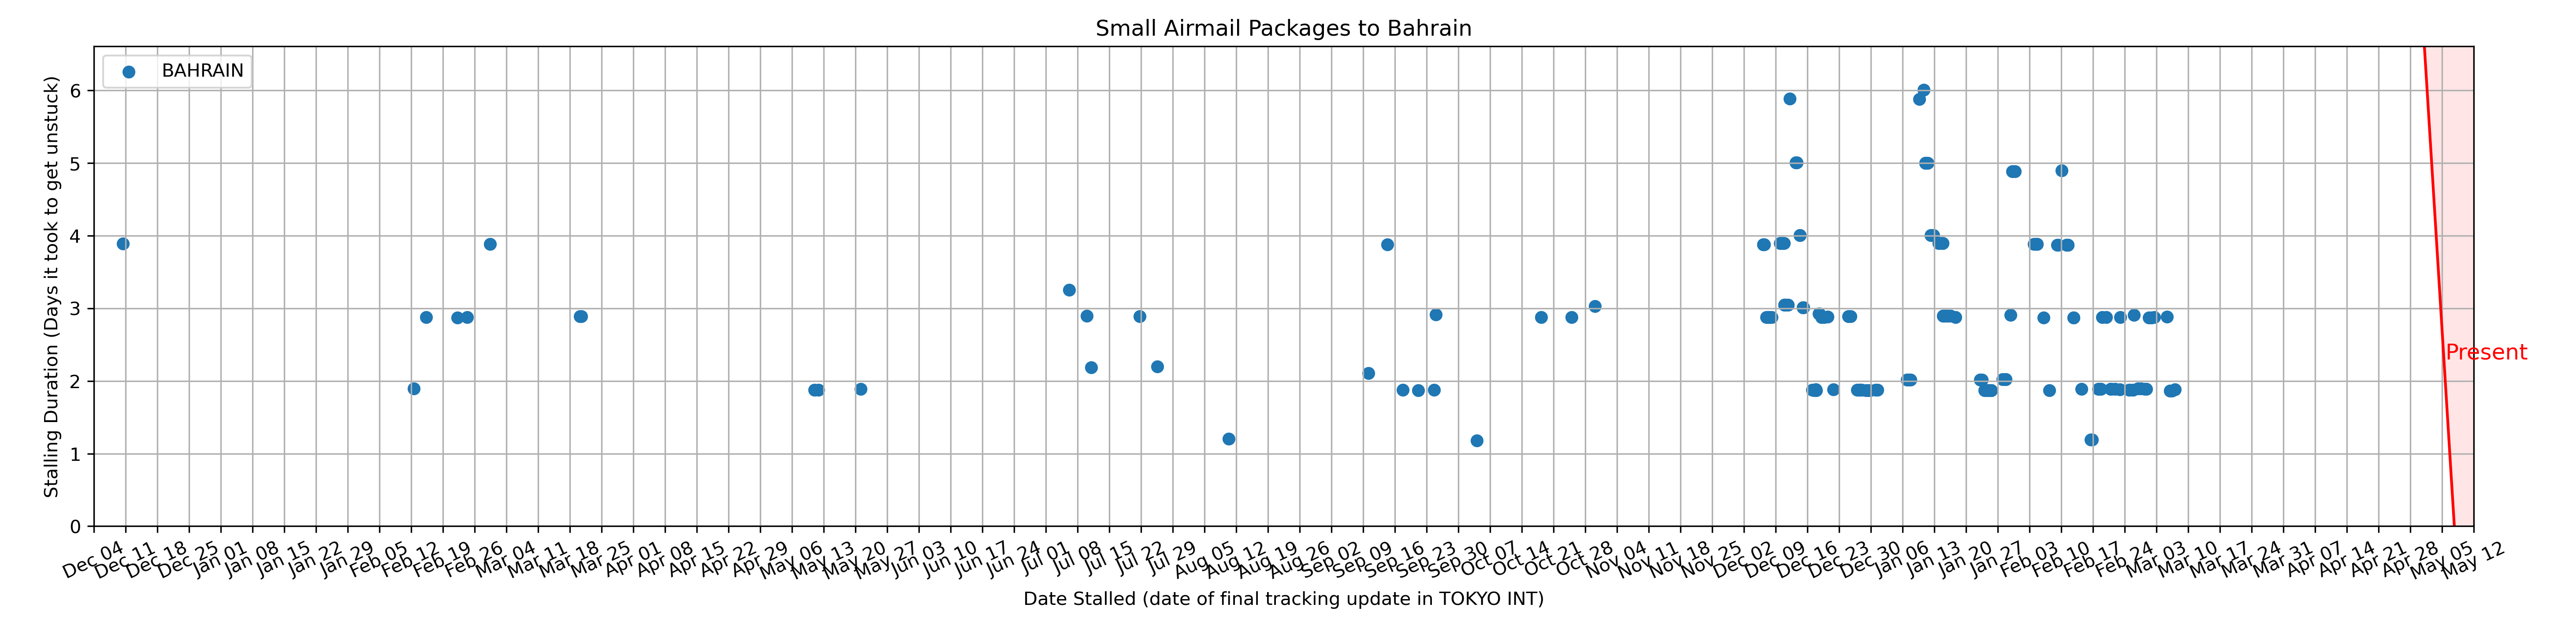 Small Airmail Packages to Bahrain
BAHRAIN
Stalling Duration (Days it took to get unstuck)
6
5
4
3
2
1
0
Present
Dec 04
Dec 11
Dec 18
Dec 25
Jan 01
Jan 08
Jan 15
Jan 22
Jan 29
Feb 05
Feb 12
Feb 19
Feb 26
Mar 04
Mar 11
Mar 18
Mar 25
Apr 01
Apr 08
Apr 15
Apr 22
Apr 29
May 06
May 13
May 20
May 27
Jun 03
Jun 10
Jun 17
Jun 24
Jul 01
Jul 08
Jul 15
Jul 22
Jul 29
Aug 05
Aug 12
Aug 19
Aug 26
Sep 02
Sep 09
Sep 16
Sep 23
Sep 30
Oct 07
Oct 14
Oct 21
Oct 28
Nov 04
Nov 11
Nov 18
Nov 25
Dec 02
Dec 09
Dec 16
Dec 23
Dec 30
Jan 06
Jan 13
Jan 20
Jan 27
Feb 03
Feb 10
Feb 17
Feb 24
Mar 03
Mar 10
Mar 17
Mar 24
Mar 31
Apr 07
Apr 14
Apr 21
Apr 28
May 05
May 12
Date Stalled (date of final tracking update in TOKYO INT)